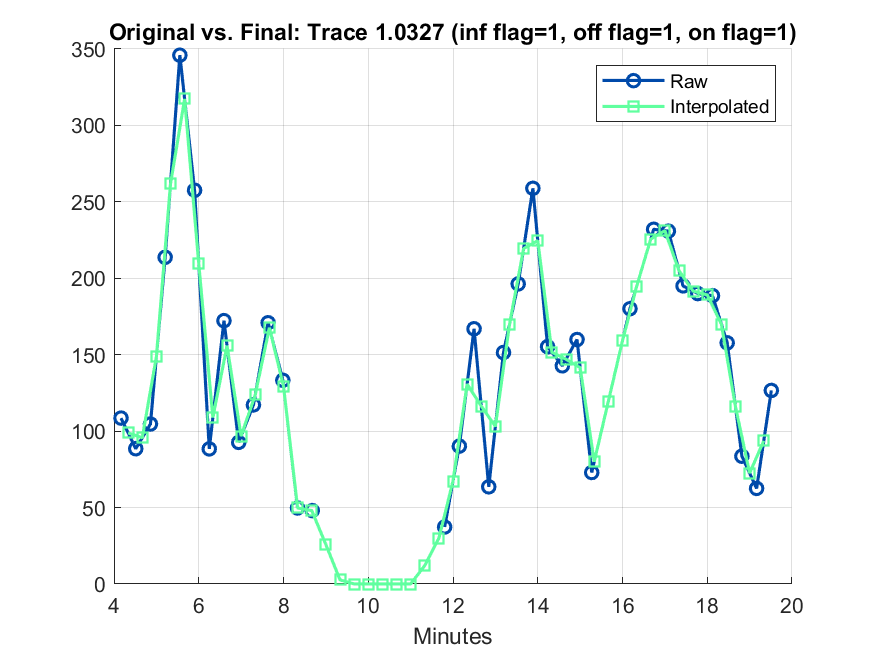 Original vs. Final: Trace 1.0327 (inf flag=1, off flag=1, on flag=1)
350
300
250
200
150
100
50
0
Raw
Interpolated
4 6 8 10 12 14 16 18 20
Minutes